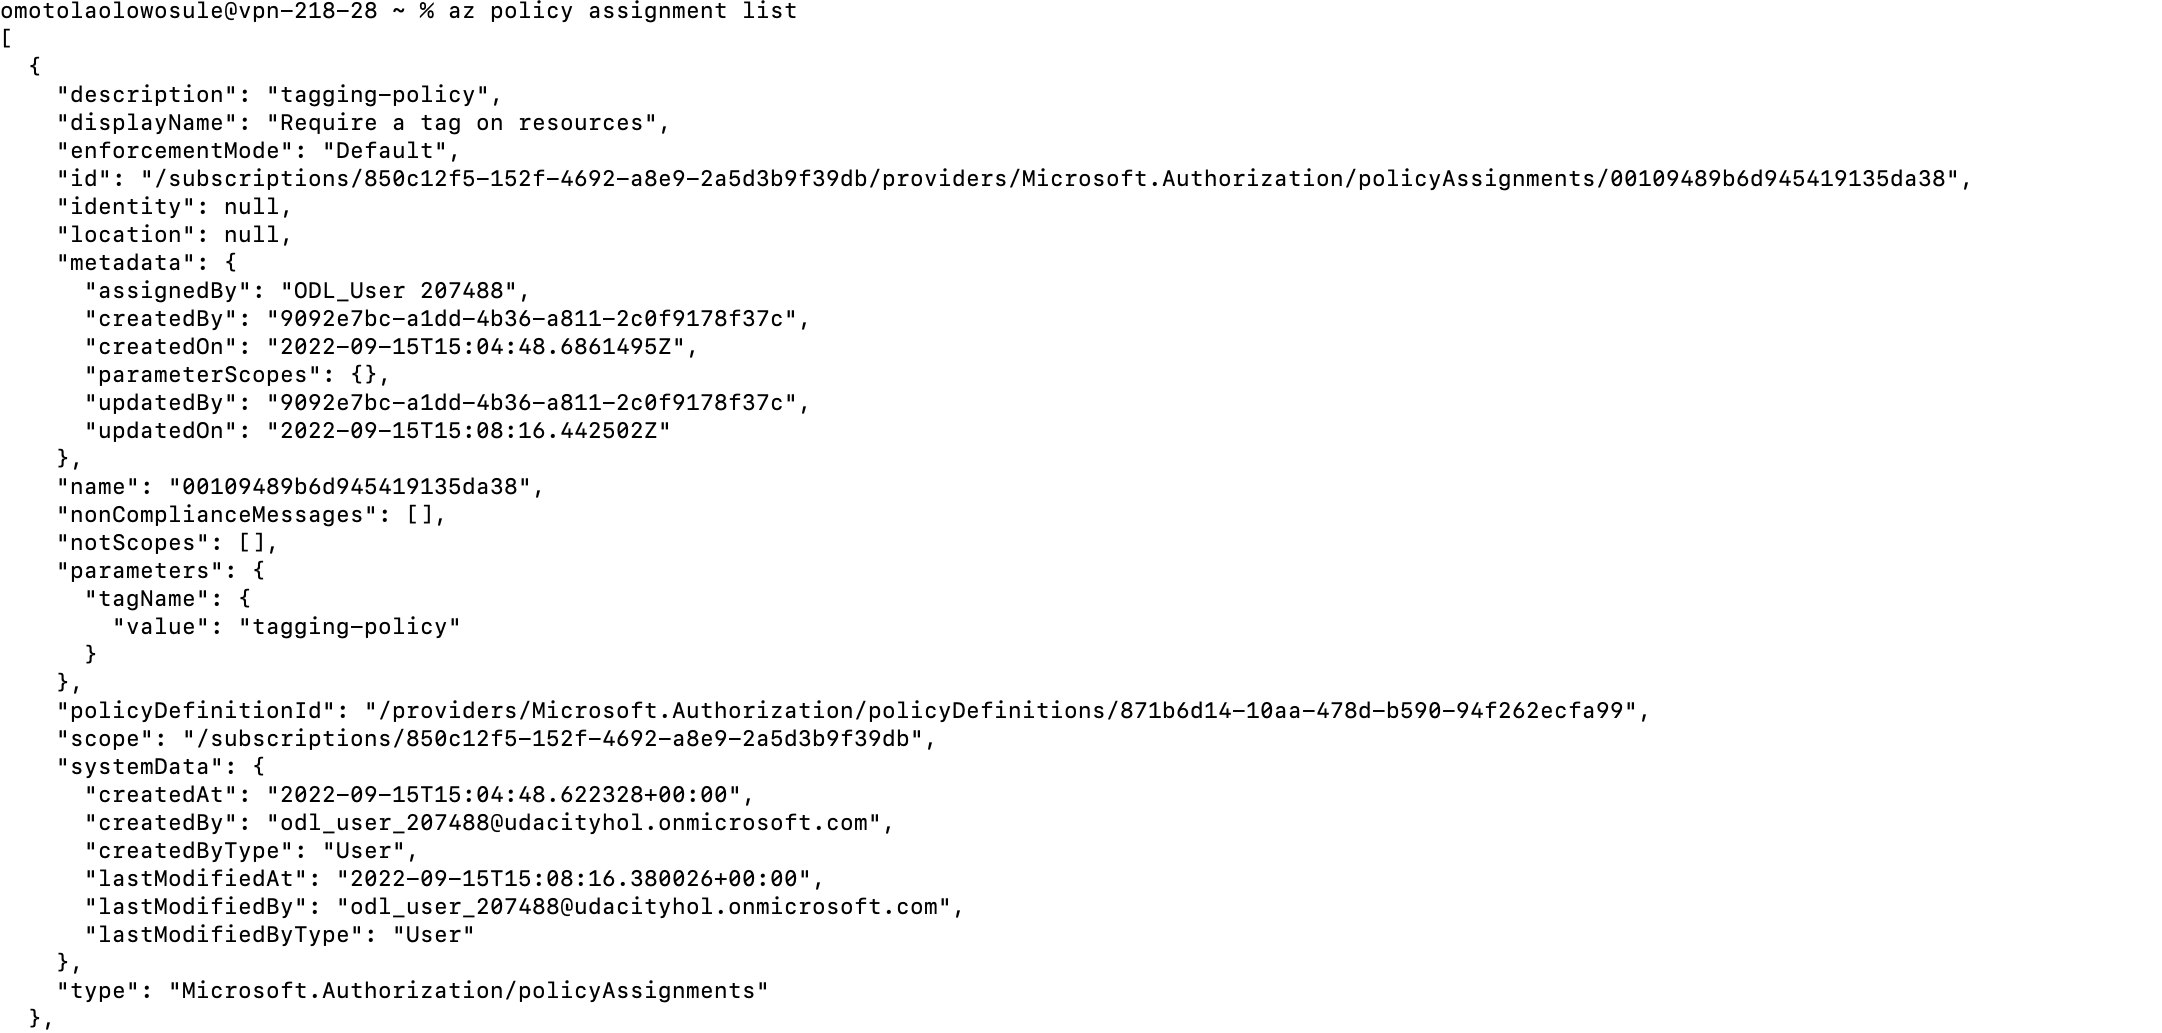 omotolaolowosule@vpn-218-28 ~ % az policy assignment list
[
  {
    "description": "tagging-policy",
    "displayName": "Require a tag on resources",
    "enforcementMode": "Default",
    "id": "/subscriptions/850c12f5-152f-4692-a8e9-2a5d3b9f39db/providers/Microsoft.Authorization/policyAssignments/00109489b6d945419135da38",
    "identity": null,
    "location": null,
    "metadata": {
      "assignedBy": "ODL_User 207488",
      "createdBy": "9092e7bc-a1dd-4b36-a811-2c0f9178f37c",
      "createdOn": "2022-09-15T15:04:48.6861495Z",
      "parameterScopes": {},
      "updatedBy": "9092e7bc-a1dd-4b36-a811-2c0f9178f37c",
      "updatedOn": "2022-09-15T15:08:16.442502Z"
    },
    "name": "00109489b6d945419135da38",
    "nonComplianceMessages": [],
    "notScopes": [],
    "parameters": {
      "tagName": {
        "value": "tagging-policy"
      }
    },
    "policyDefinitionId": "/providers/Microsoft.Authorization/policyDefinitions/871b6d14-10aa-478d-b590-94f262ecfa99",
    "scope": "/subscriptions/850c12f5-152f-4692-a8e9-2a5d3b9f39db",
    "systemData": {
      "createdAt": "2022-09-15T15:04:48.622328+00:00",
      "createdBy": "odl_user_207488@udacityhol.onmicrosoft.com",
      "createdByType": "User",
      "lastModifiedAt": "2022-09-15T15:08:16.380026+00:00",
      "lastModifiedBy": "odl_user_207488@udacityhol.onmicrosoft.com",
      "lastModifiedByType": "User"
    },
    "type": "Microsoft.Authorization/policyAssignments"
  },